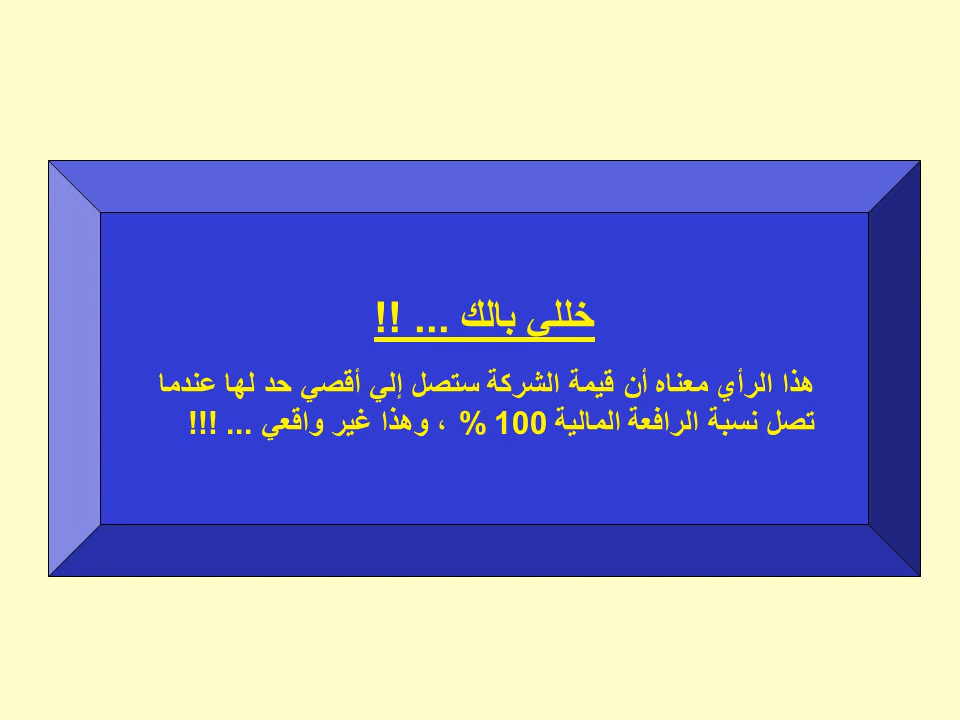 خللي بالك ... !!
هذا الرأي معناه أن قيمة الشركة ستصل إلي أقصي حد لها عندما
تصل نسبة الرافعة المالية 100 % ، وهذا غير واقعي ... !!!